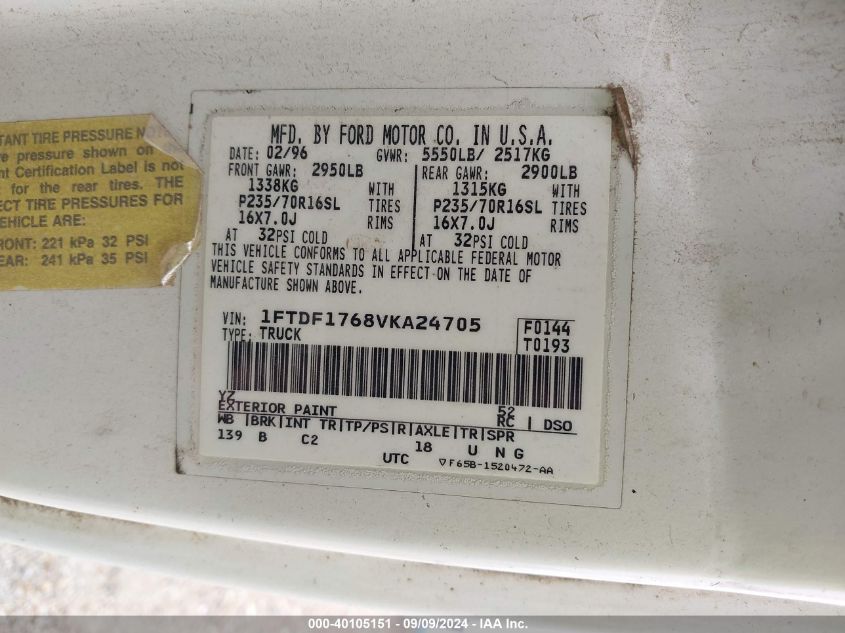 TANT TIRE PRESSURE NO
re pressure shown on
nt Certification Label is not
t for the rear tires. THE
ECT TIRE PRESSURES FOR
VEHICLE ARE:
FRONT: 221 kPa 32 PSI
EAR: 241 kPa 35 PSI
MFD. BY FORD MOTOR CO. IN U.S.A.
DATE: 02/96 GVWR: 5550LB/ 2517KG
FRONT GAWR: 2950LB REAR GAWR: 2900LB
1338KG WITH 1315KG WITH
P235/70R16SL TIRES P235/70R16SL TIRES
16X7.0J RIMS 16X7.0J RIMS
AT 32PSI COLD AT 32PSI COLD
THIS VEHICLE CONFORMS TO ALL APPLICABLE FEDERAL MOTOR
VEHICLE SAFETY STANDARDS IN EFFECT ON THE DATE OF
MANUFACTURE SHOWN ABOVE.
VIN: 1FTDF1768VKA24705 F0144
TYPE: TRUCK T0193
YZ 52
EXTERIOR PAINT RC | DSO
WB |BRK|INT TR|TP/PS|R|AXLE|TR|SPR
139 B C2 18 U N G
UTC ▽F65B-1520472-AA
000-40105151 - 09/09/2024 - IAA Inc.